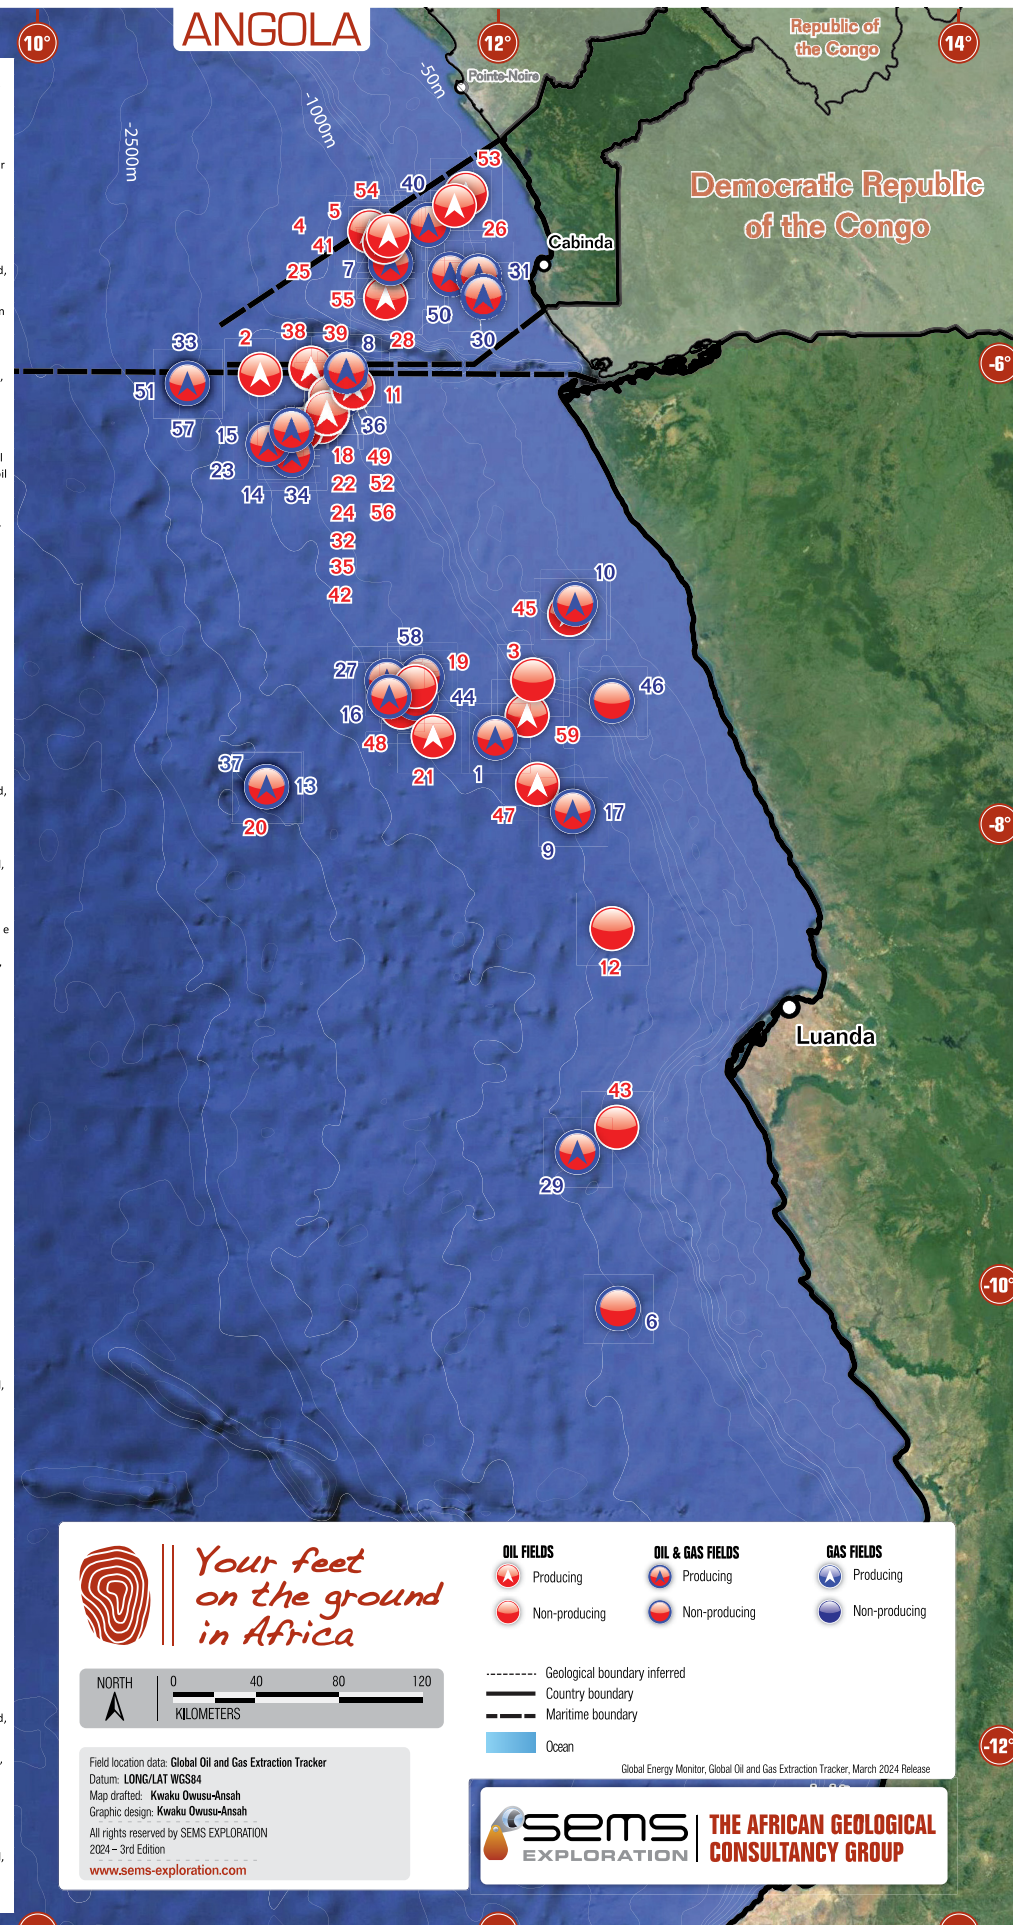 ANGOLA
10°
12°
14°
Republic of
the Congo
Pointe-Noire
-50m
-1000m
-2500m
Democratic Republic
of the Congo
Cabinda
53
40
54
5
4
41
26
25
7
31
55
50
30
33
2
38
39
8
28
-6°
51
11
57
15
36
23
18
49
14
34
22
52
24
56
32
35
42
10
45
58
3
27
19
46
16
44
48
59
21
1
37
13
47
17
-8°
20
9
12
Luanda
43
29
-10°
6
Your feet
on the ground
in Africa
NORTH
0 40 80 120
KILOMETERS
Field location data: Global Oil and Gas Extraction Tracker
Datum: LONG/LAT WGS84
Map drafted: Kwaku Owusu-Ansah
Graphic design: Kwaku Owusu-Ansah
All rights reserved by SEMS EXPLORATION
2024 – 3rd Edition
www.sems-exploration.com
OIL FIELDS
Producing
Non-producing
OIL & GAS FIELDS
Producing
Non-producing
GAS FIELDS
Producing
Non-producing
Geological boundary inferred
Country boundary
Maritime boundary
Ocean
-12°
Global Energy Monitor, Global Oil and Gas Extraction Tracker, March 2024 Release
sems
EXPLORATION
THE AFRICAN GEOLOGICAL
CONSULTANCY GROUP